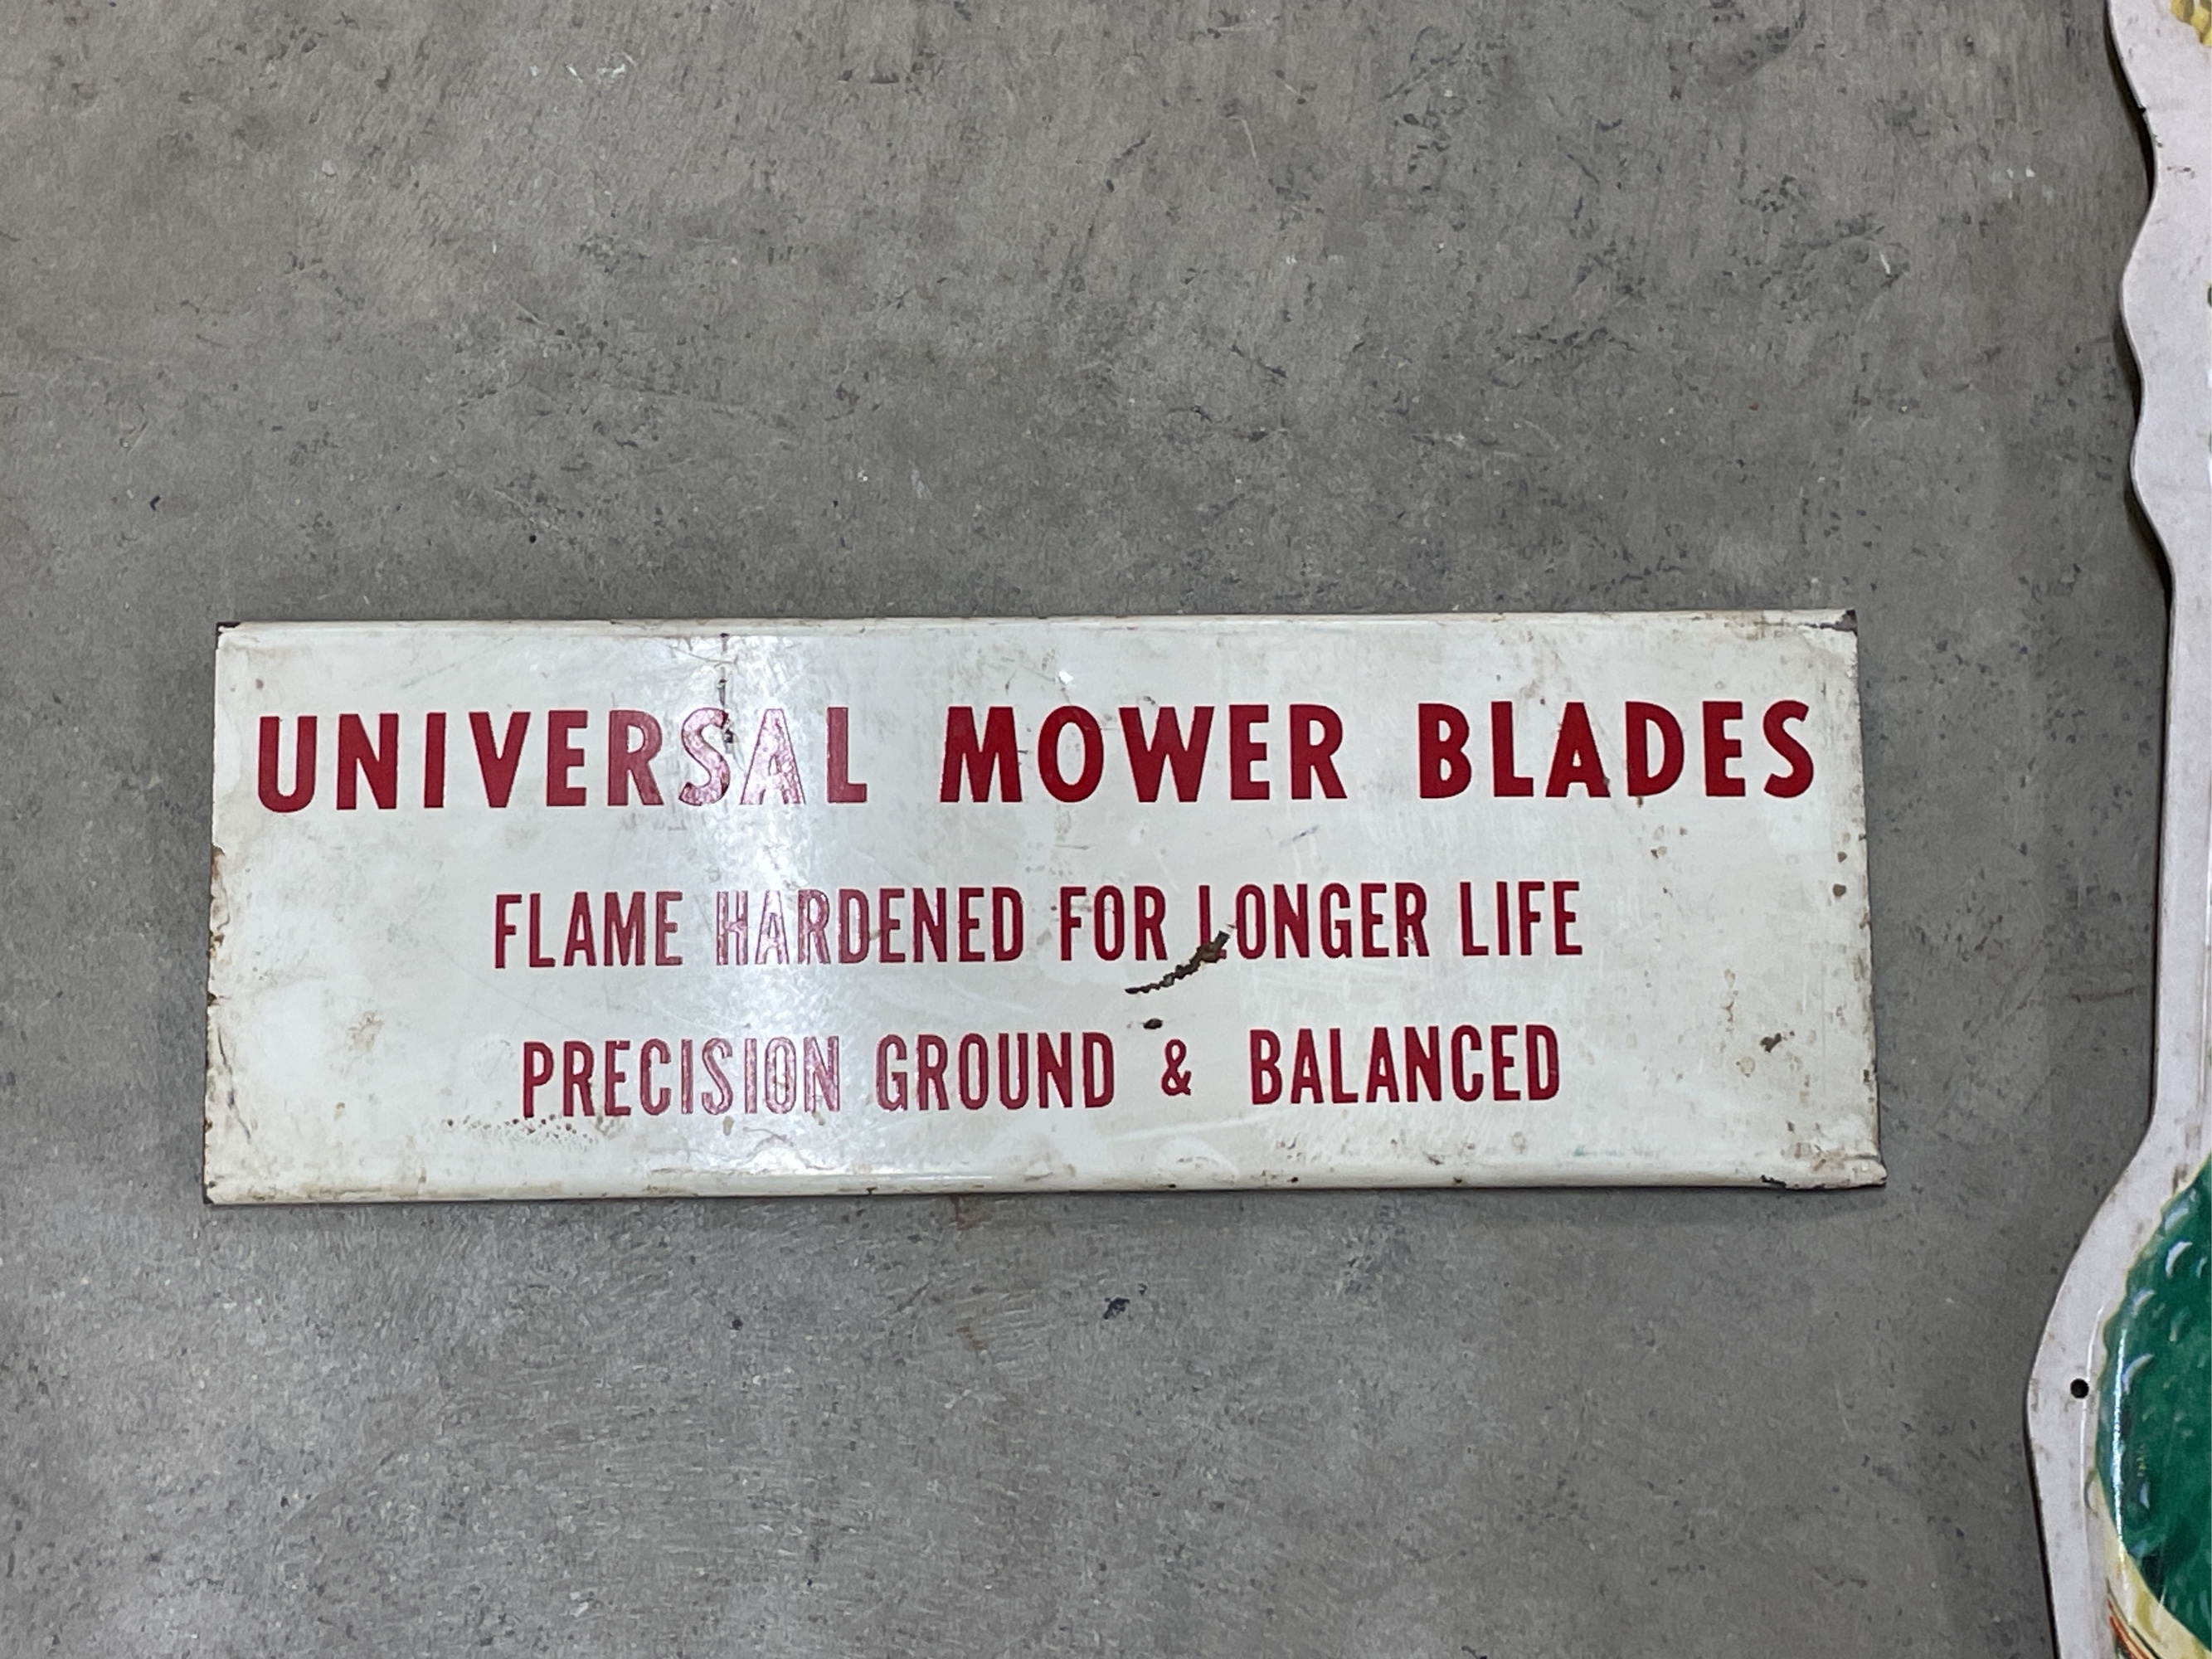 UNIVERSAL MOWER BLADES
FLAME HARDENED FOR LONGER LIFE
PRECISION GROUND & BALANCED